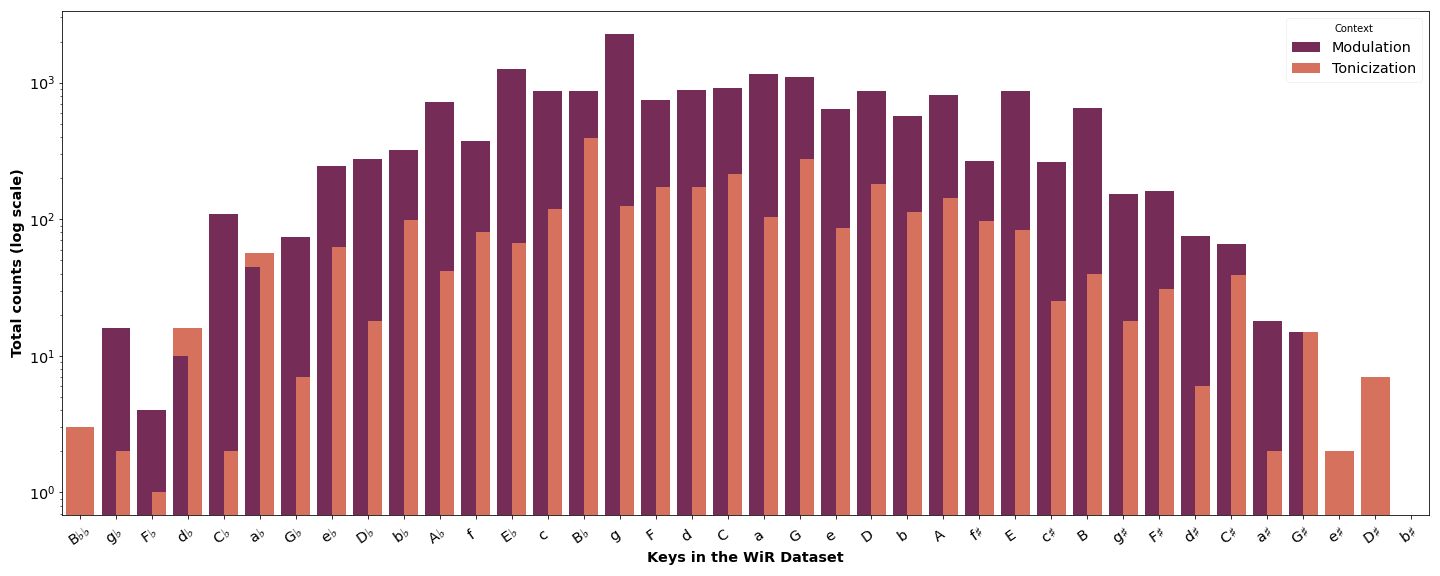 Context
Modulation
Tonicization
Total counts (log scale)
10³
10²
10¹
10⁰
B♭♭ g♭ F♭ d♭ C♭ a♭ G♭ e♭ D♭ b♭ A♭ f E♭ c B♭ g F d C a G e D b A f♯ E c♯ B g♯ F♯ d♯ C♯ a♯ G♯ e♯ D♯ b♯
Keys in the WiR Dataset